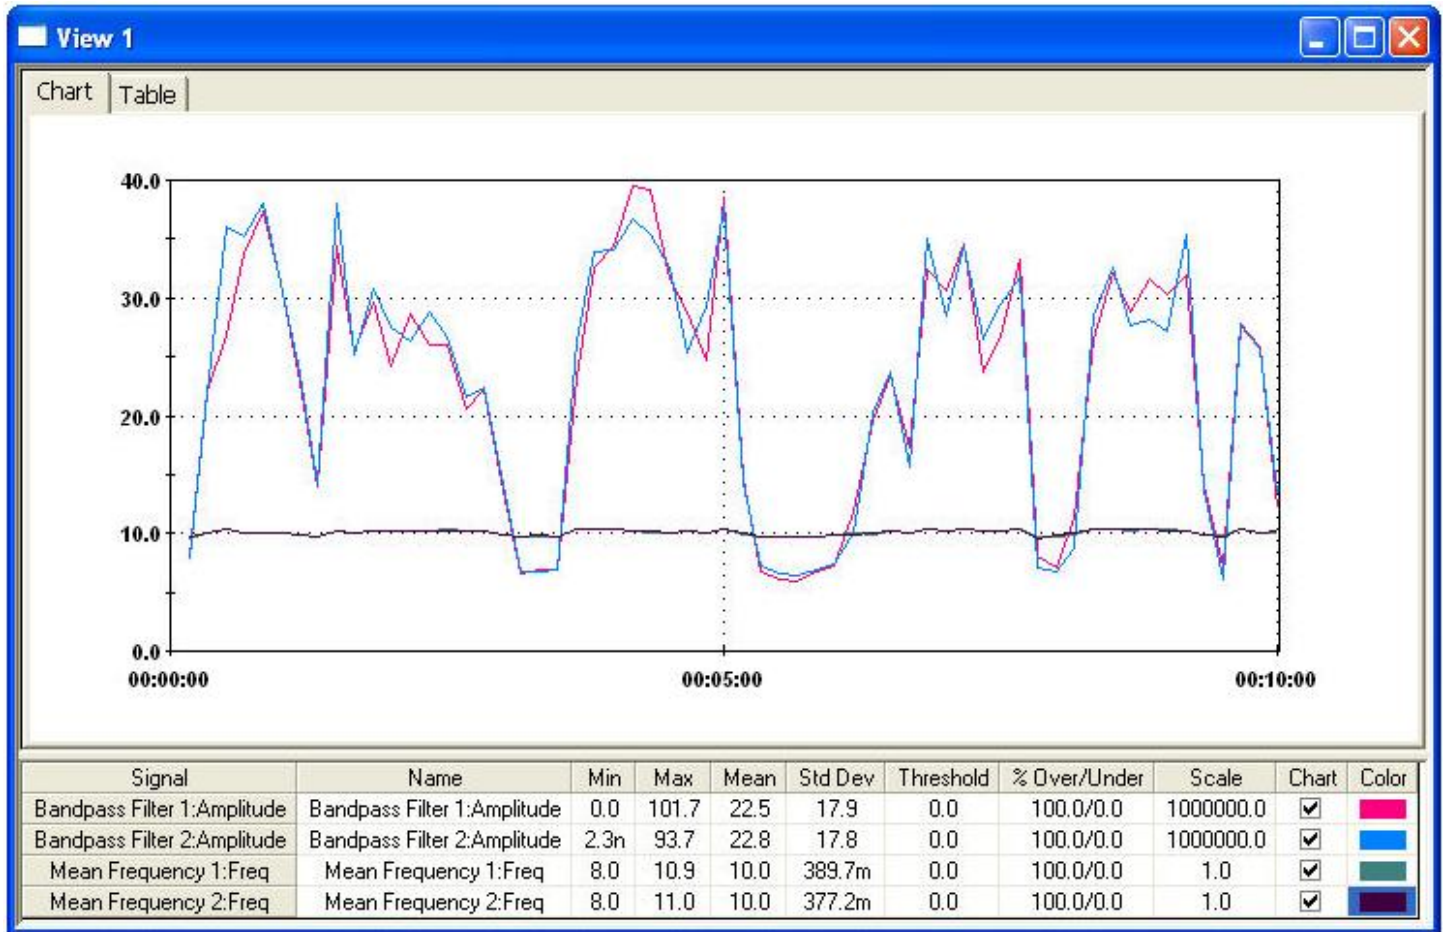 View 1
Chart Table
40.0
30.0
20.0
10.0
0.0
00:00:00 00:05:00 00:10:00
Signal Name Min Max Mean Std Dev Threshold % Over/Under Scale Chart Color
Bandpass Filter 1:Amplitude Bandpass Filter 1:Amplitude 0.0 101.7 22.5 17.9 0.0 100.0/0.0 1000000.0
Bandpass Filter 2:Amplitude Bandpass Filter 2:Amplitude 2.3n 93.7 22.8 17.8 0.0 100.0/0.0 1000000.0
Mean Frequency 1:Freq Mean Frequency 1:Freq 8.0 10.9 10.0 389.7m 0.0 100.0/0.0 1.0
Mean Frequency 2:Freq Mean Frequency 2:Freq 8.0 11.0 10.0 377.2m 0.0 100.0/0.0 1.0